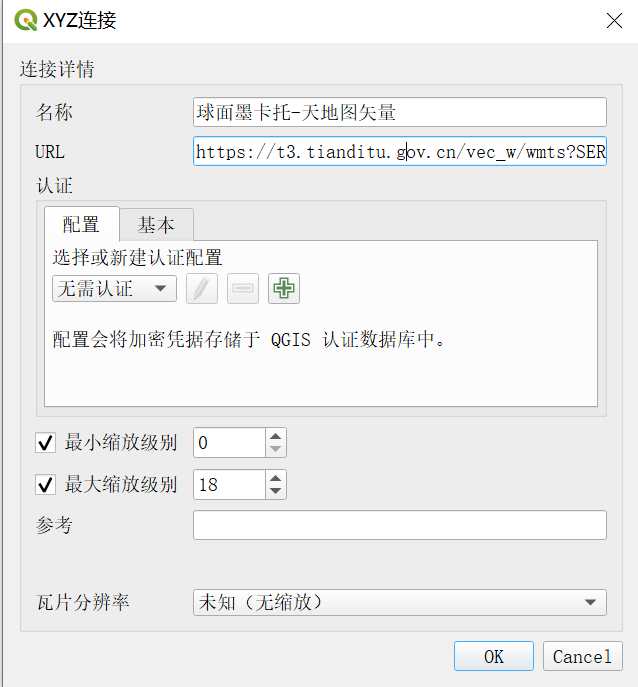 XYZ连接
连接详情
名称 球面墨卡托-天地图矢量
URL https://t3.tianditu.gov.cn/vec_w/wmts?SER
认证
配置 基本
选择或新建认证配置
无需认证
配置会将加密凭据存储于 QGIS 认证数据库中。
最小缩放级别 0
最大缩放级别 18
参考
瓦片分辨率 未知（无缩放）
OK Cancel